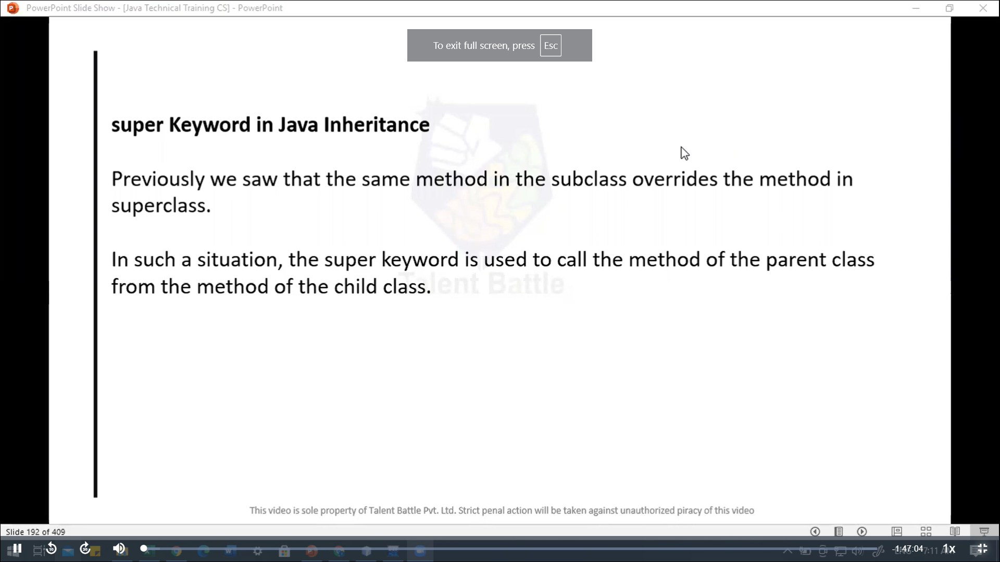 PowerPoint Slide Show - [Java Technical Training CS] - PowerPoint
To exit full screen, press Esc
super Keyword in Java Inheritance
Previously we saw that the same method in the subclass overrides the method in
superclass.
In such a situation, the super keyword is used to call the method of the parent class
from the method of the child class.
Talent Battle
This video is sole property of Talent Battle Pvt. Ltd. Strict penal action will be taken against unauthorized piracy of this video
Slide 192 of 409
10
30
-1:47:04
1x